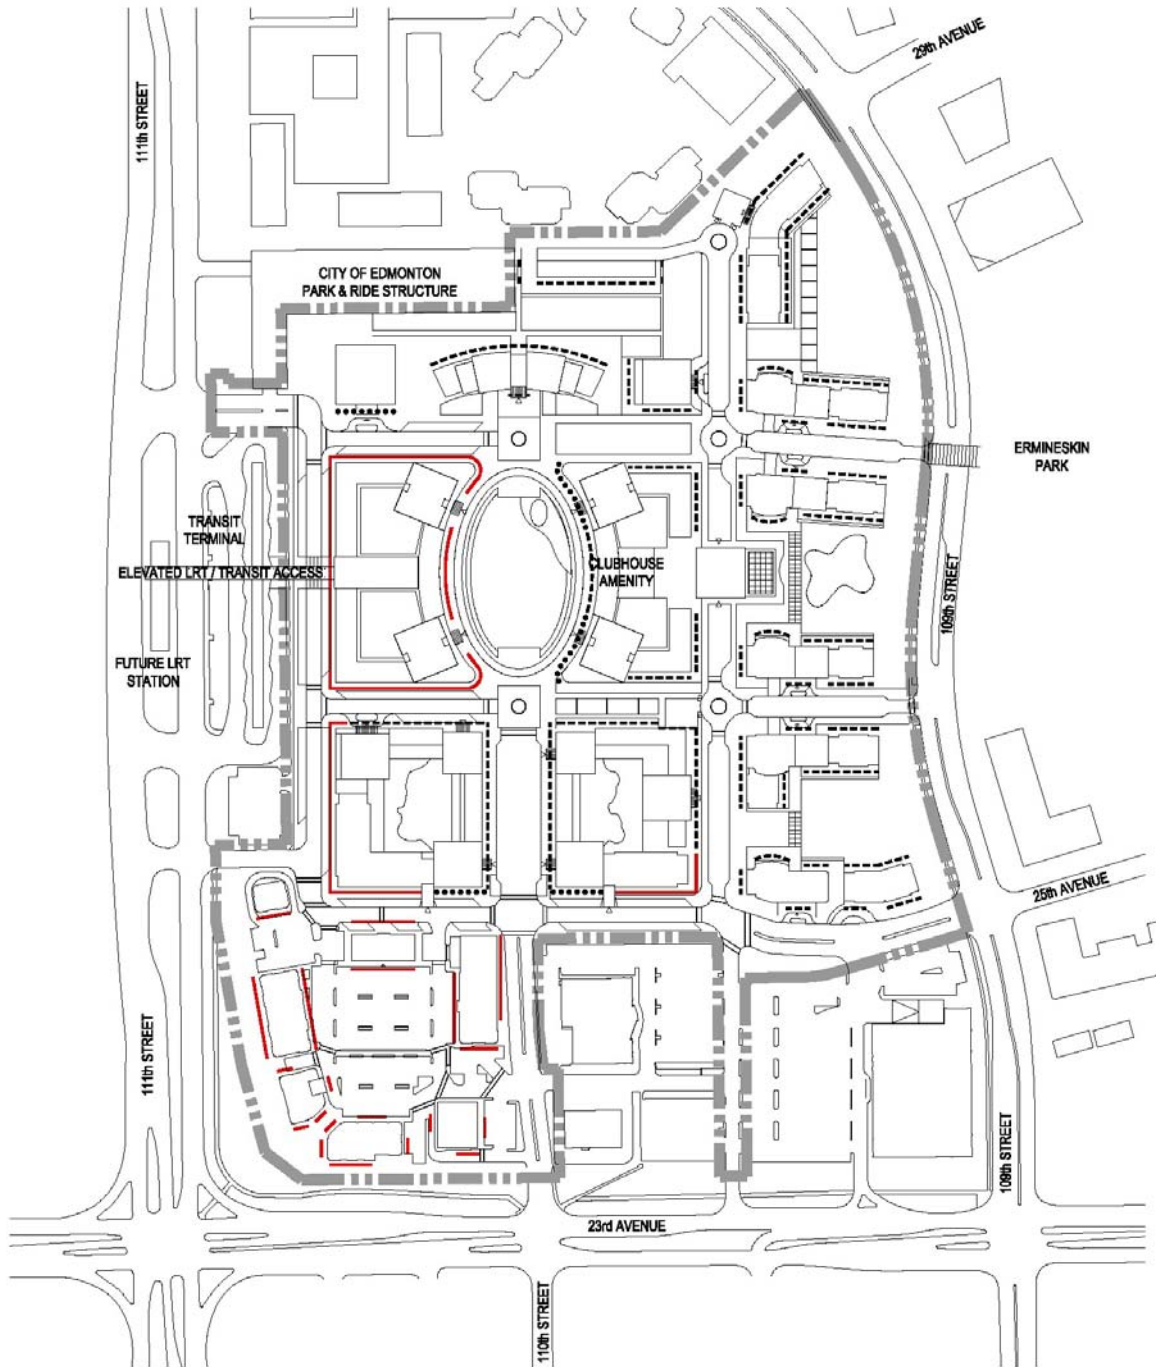 29th AVENUE
111th STREET
CITY OF EDMONTON
PARK & RIDE STRUCTURE
ERMINESKIN
PARK
TRANSIT
TERMINAL
ELEVATED LRT / TRANSIT ACCESS
CLUBHOUSE
AMENITY
109th STREET
FUTURE LRT
STATION
25th AVENUE
111th STREET
109th STREET
23rd AVENUE
110th STREET